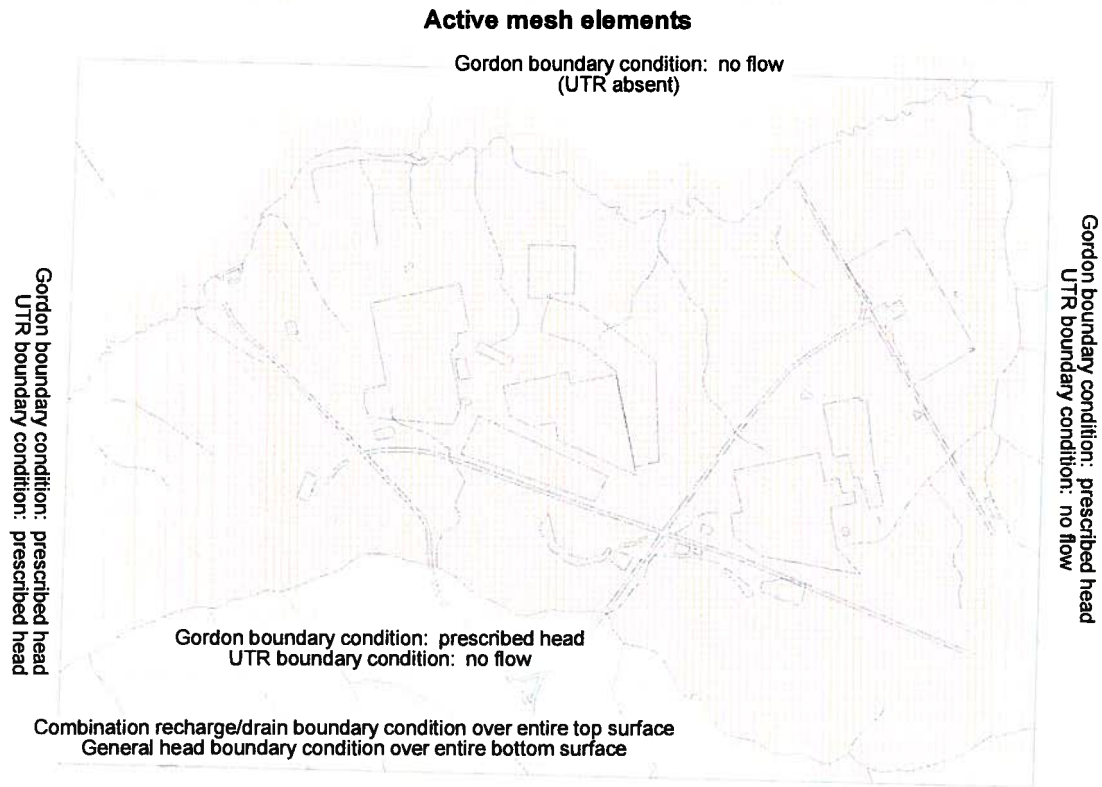 Active mesh elements
Gordon boundary condition: no flow
(UTR absent)
Gordon boundary condition: prescribed head
UTR boundary condition: prescribed head
Gordon boundary condition: prescribed head
UTR boundary condition: no flow
Gordon boundary condition: prescribed head
UTR boundary condition: no flow
Combination recharge/drain boundary condition over entire top surface
General head boundary condition over entire bottom surface